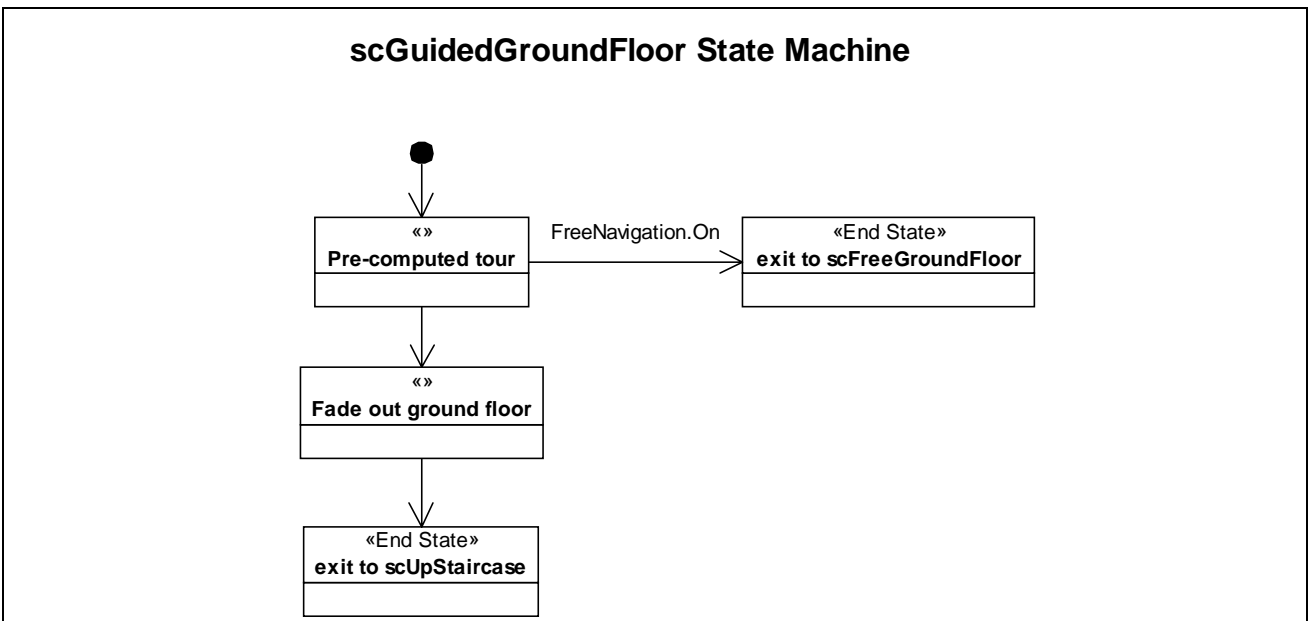 scGuidedGroundFloor State Machine
«»
Pre-computed tour
FreeNavigation.On
«End State»
exit to scFreeGroundFloor
«»
Fade out ground floor
«End State»
exit to scUpStaircase